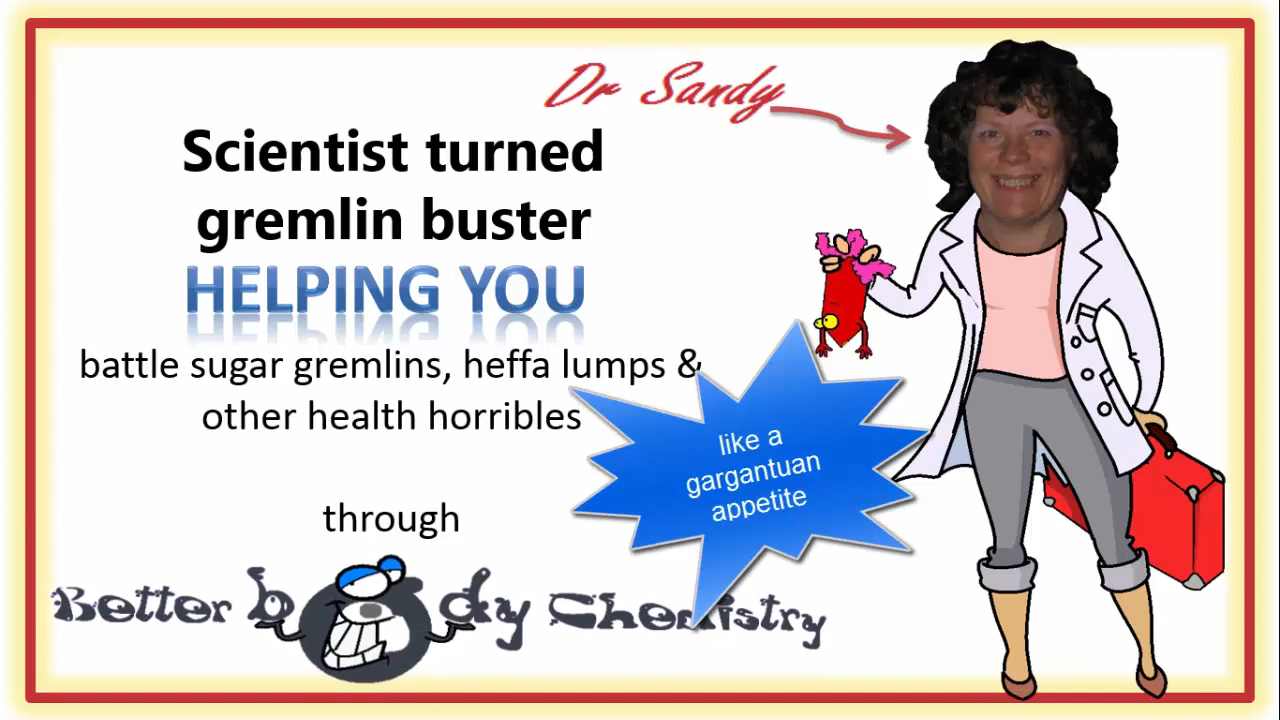 Dr Sandy
Scientist turned
gremlin buster
HELPING YOU
battle sugar gremlins, heffa lumps &
other health horribles
like a
gargantuan
appetite
through
Better body Chemistry